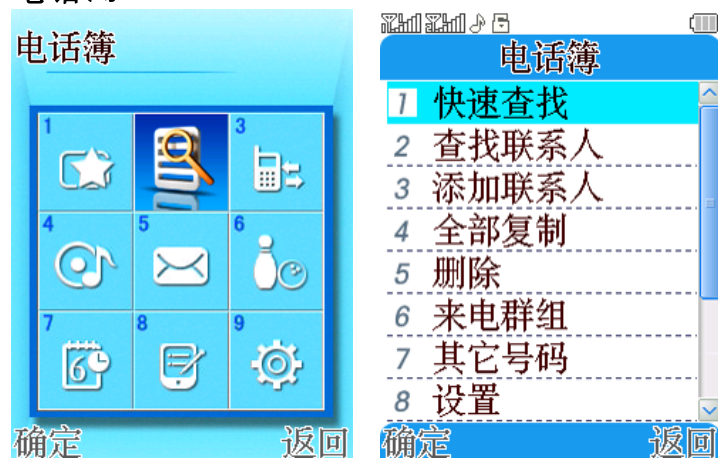 电话簿
1
3
4 5 6
7 8 9
6
确定 返回
电话簿
1 快速查找
2 查找联系人
3 添加联系人
4 全部复制
5 删除
6 来电群组
7 其它号码
8 设置
确定 返回